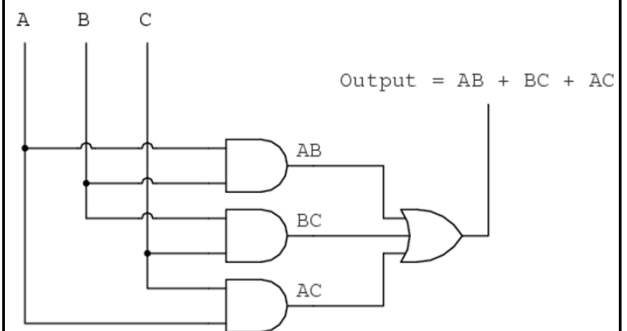 A B C
Output = AB + BC + AC
AB
BC
AC